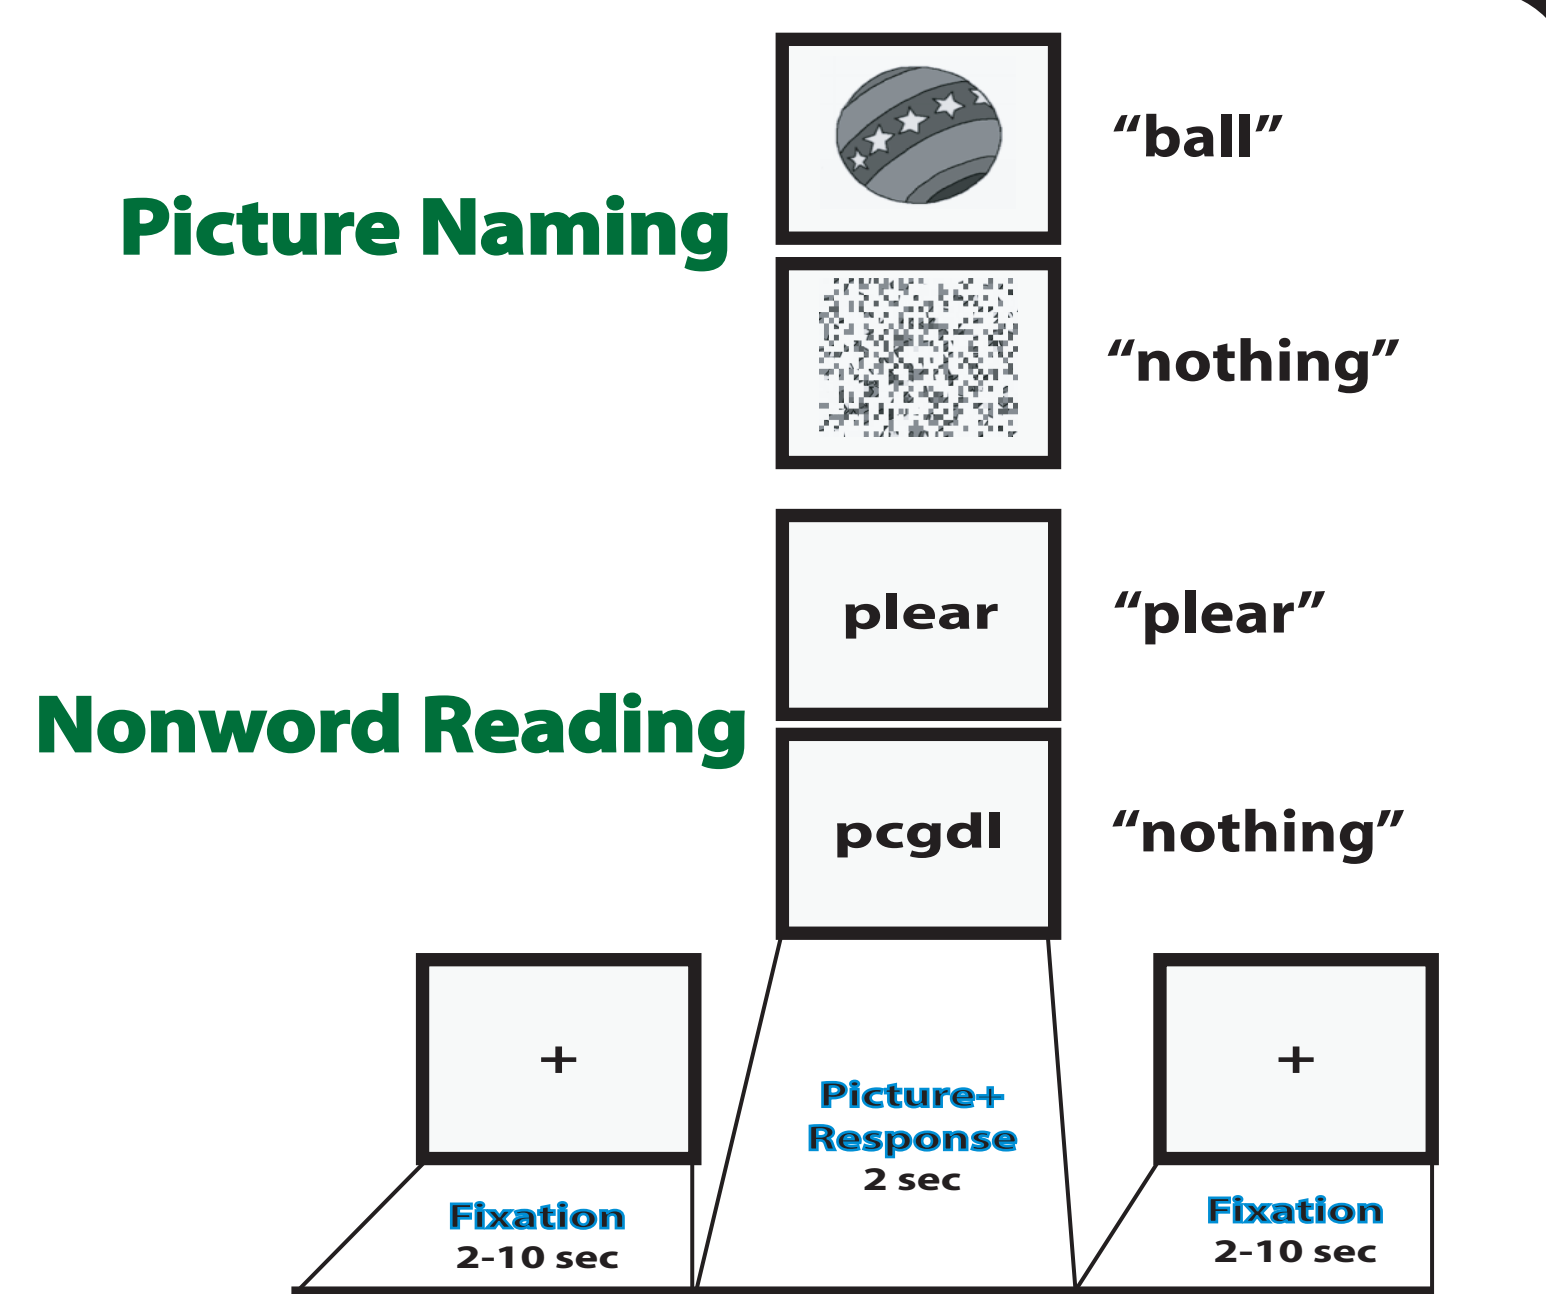 “ball”
Picture Naming
“nothing”
plear
“plear”
Nonword Reading
pcgdl
“nothing”
+
+
Picture+
Response
2 sec
Fixation
2-10 sec
Fixation
2-10 sec